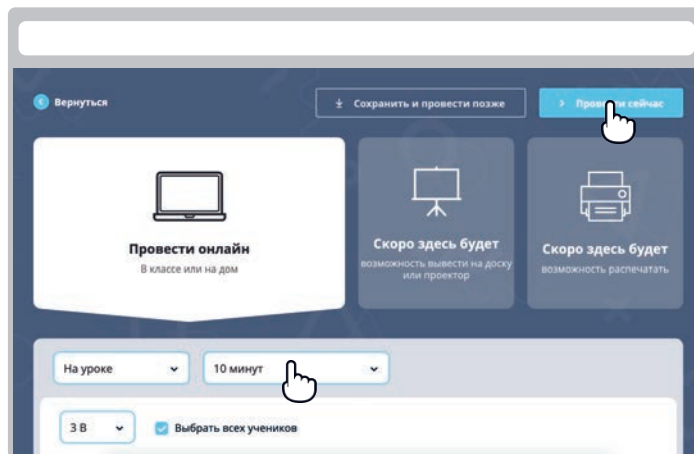 Вернуться
Сохранить и провести позже
Провести сейчас
Провести онлайн
В классе или на дом
Скоро здесь будет
возможность вывести на доску
или проектор
Скоро здесь будет
возможность распечатать
На уроке
10 минут
3 В
Выбрать всех учеников